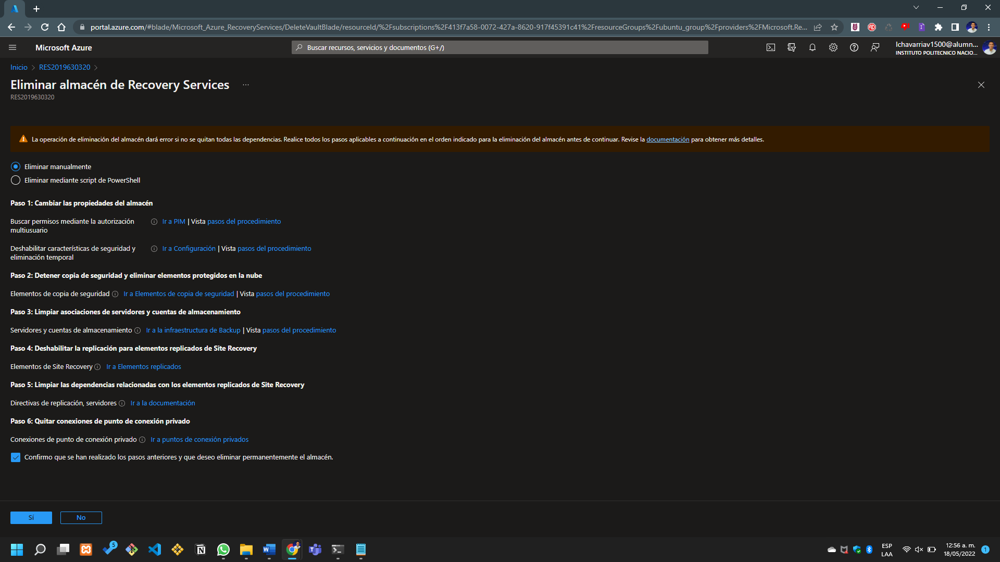 portal.azure.com/#blade/Microsoft_Azure_RecoveryServices/DeleteVaultBlade/resourceId/%2Fsubscriptions%2F413f7a58-0072-427a-8620-917f45391c41%2FresourceGroups%2Fubuntu_group%2Fproviders%2FMicrosoft.Re...
Microsoft Azure
Buscar recursos, servicios y documentos (G+/)
lchavarriav1500@alumn...
INSTITUTO POLITECNICO NACIO...
Inicio > RES2019630320 >
Eliminar almacén de Recovery Services ...
RES2019630320
La operación de eliminación del almacén dará error si no se quitan todas las dependencias. Realice todos los pasos aplicables a continuación en el orden indicado para la eliminación del almacén antes de continuar. Revise la documentación para obtener más detalles.
Eliminar manualmente
Eliminar mediante script de PowerShell
Paso 1: Cambiar las propiedades del almacén
Buscar permisos mediante la autorización multiusuario Ir a PIM | Vista pasos del procedimiento
Deshabilitar características de seguridad y eliminación temporal Ir a Configuración | Vista pasos del procedimiento
Paso 2: Detener copia de seguridad y eliminar elementos protegidos en la nube
Elementos de copia de seguridad Ir a Elementos de copia de seguridad | Vista pasos del procedimiento
Paso 3: Limpiar asociaciones de servidores y cuentas de almacenamiento
Servidores y cuentas de almacenamiento Ir a la infraestructura de Backup | Vista pasos del procedimiento
Paso 4: Deshabilitar la replicación para elementos replicados de Site Recovery
Elementos de Site Recovery Ir a Elementos replicados
Paso 5: Limpiar las dependencias relacionadas con los elementos replicados de Site Recovery
Directivas de replicación, servidores Ir a la documentación
Paso 6: Quitar conexiones de punto de conexión privado
Conexiones de punto de conexión privado Ir a puntos de conexión privados
Confirmo que se han realizado los pasos anteriores y que deseo eliminar permanentemente el almacén.
Sí No
5
ESP
LAA
12:56 a. m.
18/05/2022
1